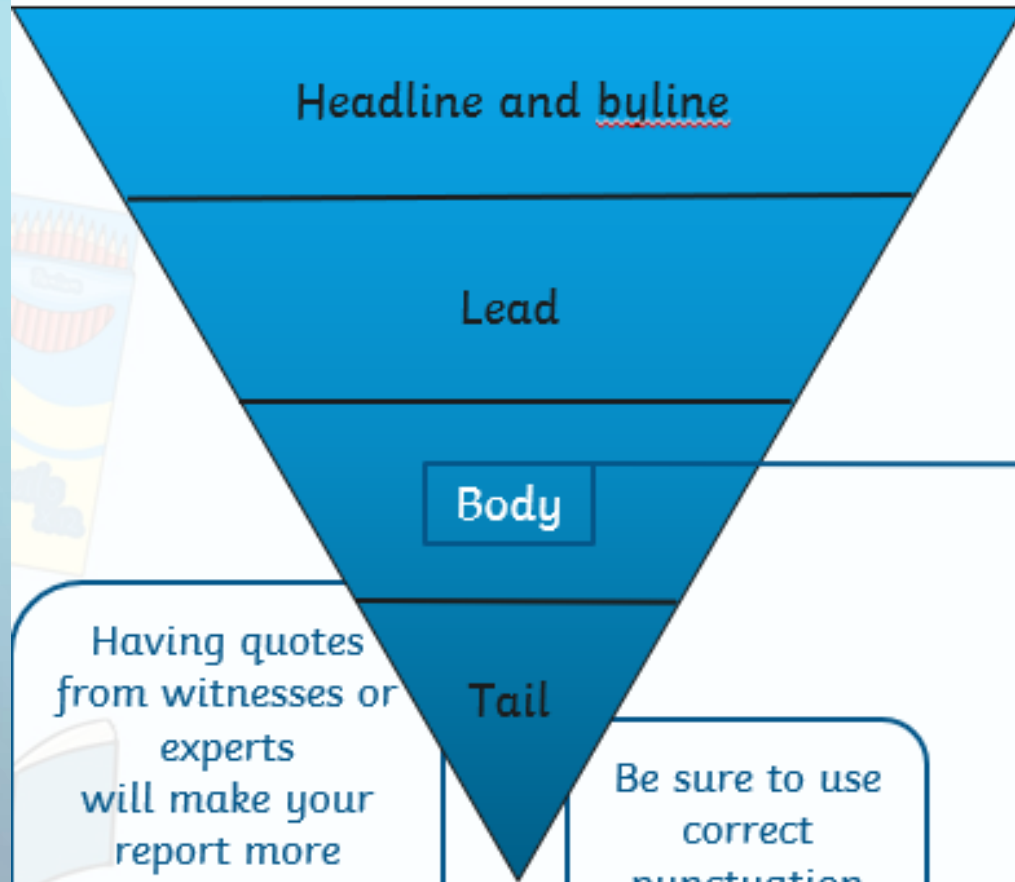 Headline and byline
Lead
Body
Tail
Having quotes
from witnesses or
experts
will make your
report more
Be sure to use
correct
punctuation